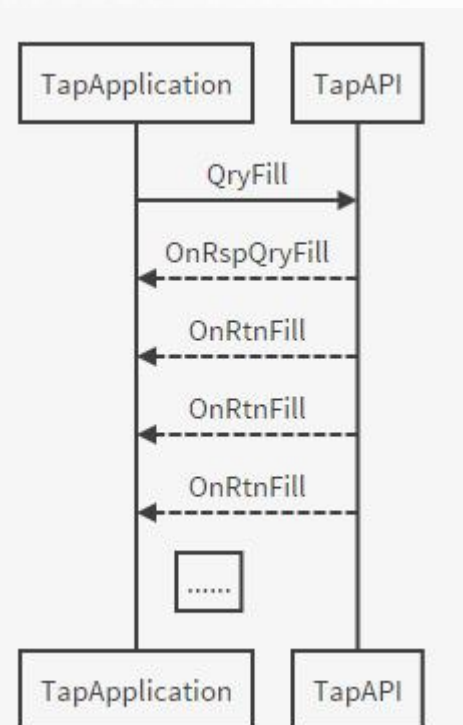 TapApplication TapAPI
QryFill
OnRspQryFill
OnRtnFill
OnRtnFill
OnRtnFill
......
TapApplication TapAPI